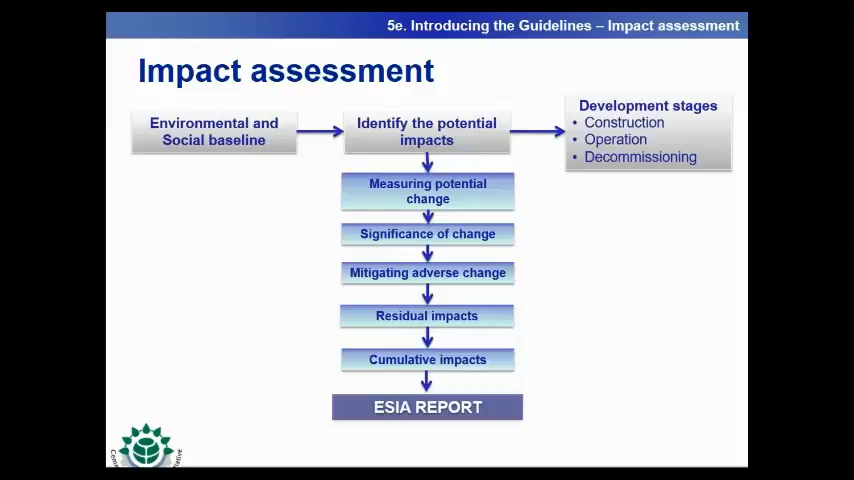 5e. Introducing the Guidelines – Impact assessment
Impact assessment
Environmental and
Social baseline
Identify the potential
impacts
Development stages
• Construction
• Operation
• Decommissioning
Measuring potential
change
Significance of change
Mitigating adverse change
Residual impacts
Cumulative impacts
ESIA REPORT